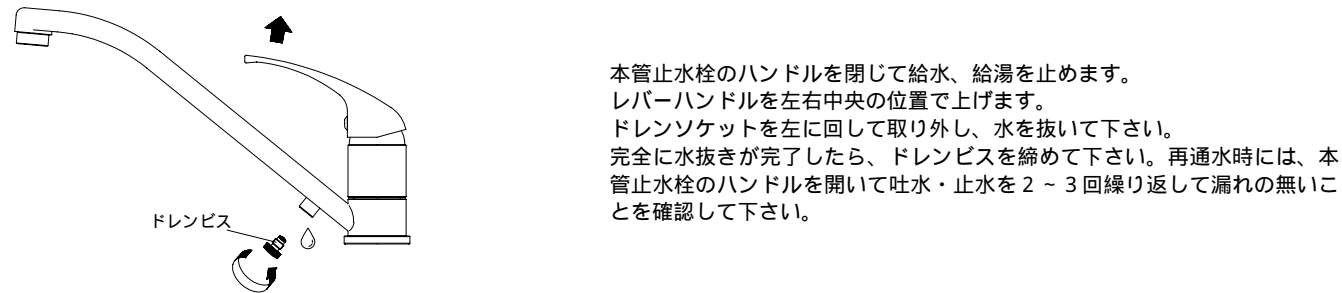 本管止水栓のハンドルを閉じて給水、給湯を止めます。
レバーハンドルを左右中央の位置で上げます。
ドレンソケットを左に回して取り外し、水を抜いて下さい。
完全に水抜きが完了したら、ドレンビスを締めて下さい。再通水時には、本
管止水栓のハンドルを開いて吐水・止水を２~３回繰り返して漏れの無いこ
とを確認して下さい。
ドレンビス